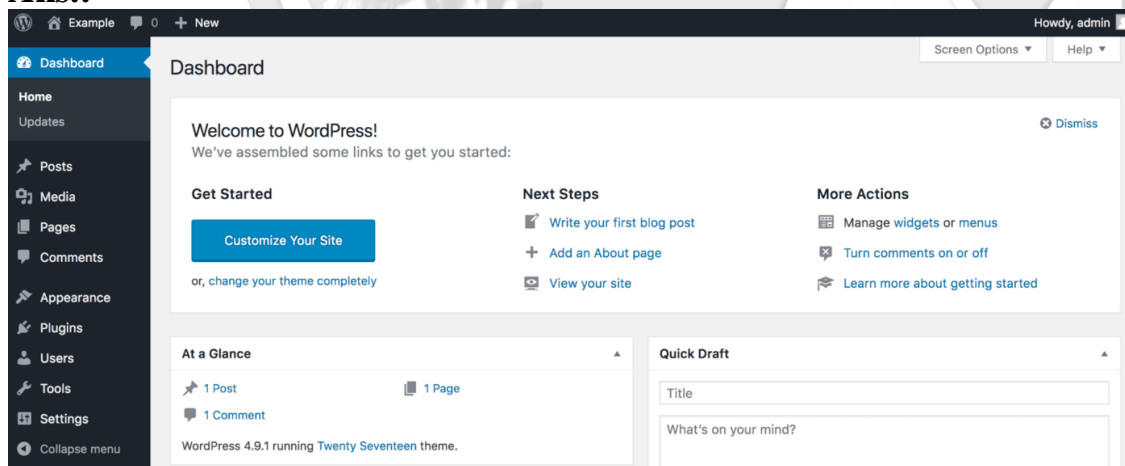 Example 0 + New Howdy, admin
Screen Options ▼ Help ▼
Dashboard
Home
Updates
Posts
Media
Pages
Comments
Appearance
Plugins
Users
Tools
Settings
Collapse menu
Dashboard
Welcome to WordPress!
Dismiss
We've assembled some links to get you started:
Get Started
Customize Your Site
or, change your theme completely
Next Steps
Write your first blog post
Add an About page
View your site
More Actions
Manage widgets or menus
Turn comments on or off
Learn more about getting started
At a Glance
1 Post
1 Page
1 Comment
WordPress 4.9.1 running Twenty Seventeen theme.
Quick Draft
Title
What's on your mind?